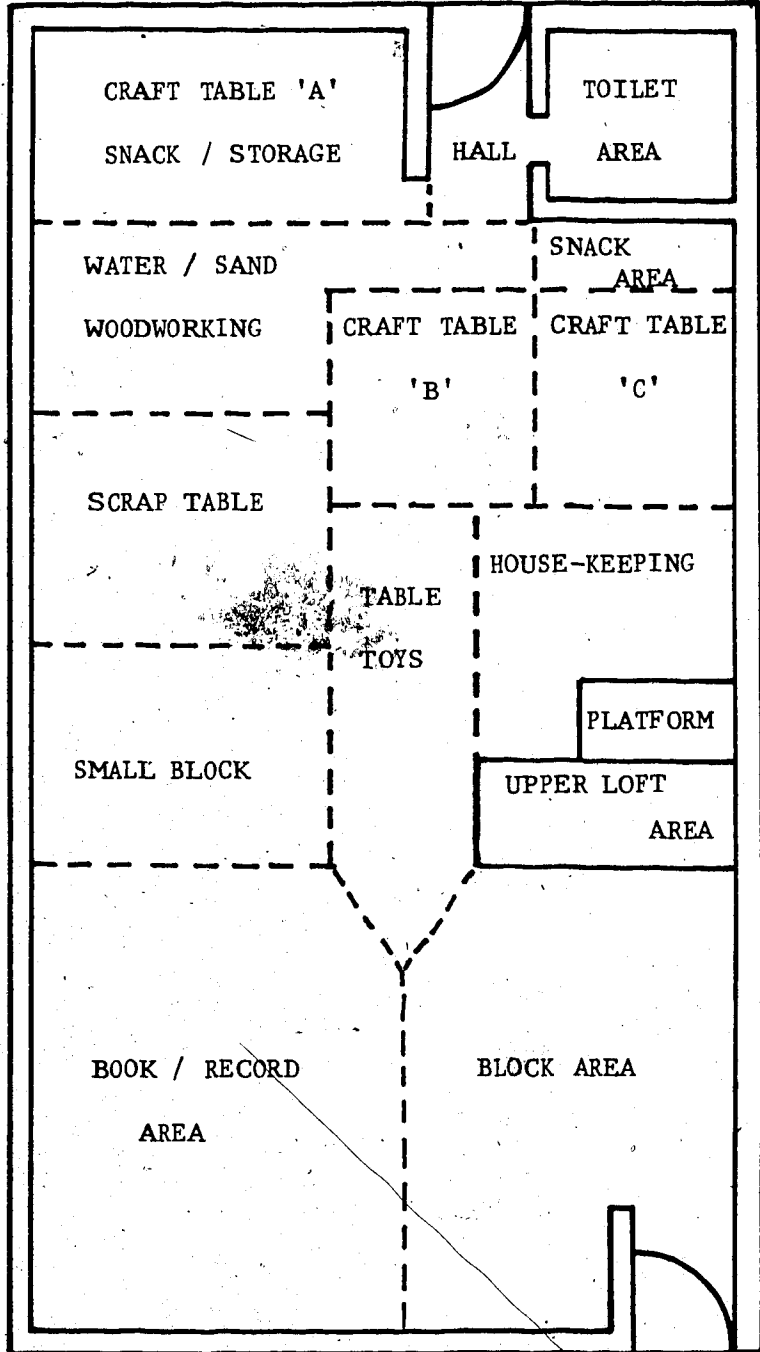 CRAFT TABLE 'A'
SNACK / STORAGE
HALL
TOILET
AREA
WATER / SAND
WOODWORKING
SNACK
AREA
CRAFT TABLE
'B'
CRAFT TABLE
'C'
SCRAP TABLE
TABLE
TOYS
HOUSE-KEEPING
PLATFORM
SMALL BLOCK
UPPER LOFT
AREA
BOOK / RECORD
AREA
BLOCK AREA